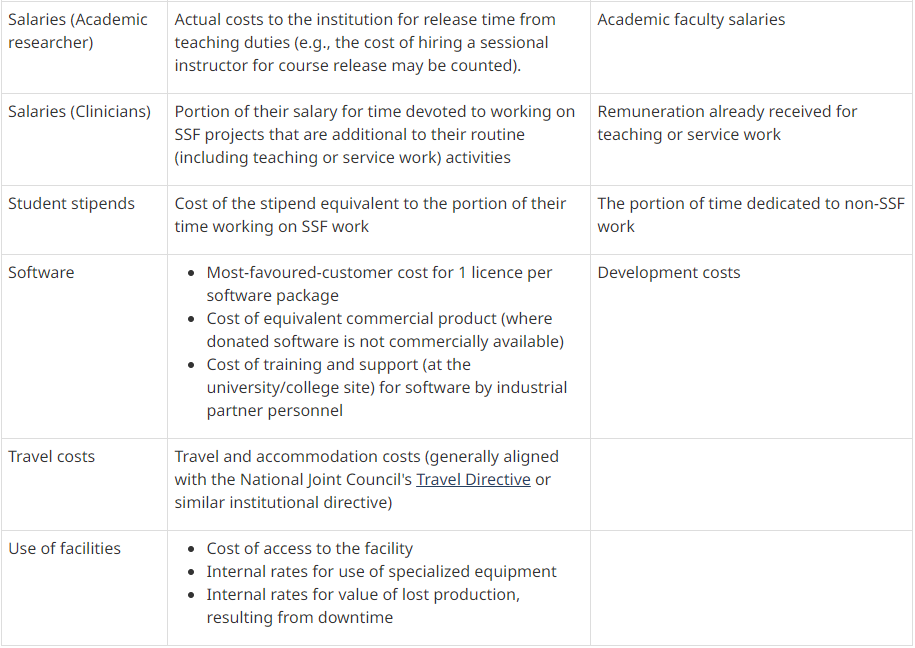 Salaries (Academic researcher)
Actual costs to the institution for release time from
teaching duties (e.g., the cost of hiring a sessional
instructor for course release may be counted).
Academic faculty salaries
Salaries (Clinicians)
Portion of their salary for time devoted to working on
SSF projects that are additional to their routine
(including teaching or service work) activities
Remuneration already received for
teaching or service work
Student stipends
Cost of the stipend equivalent to the portion of their
time working on SSF work
The portion of time dedicated to non-SSF
work
Software
• Most-favoured-customer cost for 1 licence per
software package
• Cost of equivalent commercial product (where
donated software is not commercially available)
• Cost of training and support (at the
university/college site) for software by industrial
partner personnel
Development costs
Travel costs
Travel and accommodation costs (generally aligned
with the National Joint Council's Travel Directive or
similar institutional directive)
Use of facilities
• Cost of access to the facility
• Internal rates for use of specialized equipment
• Internal rates for value of lost production,
resulting from downtime